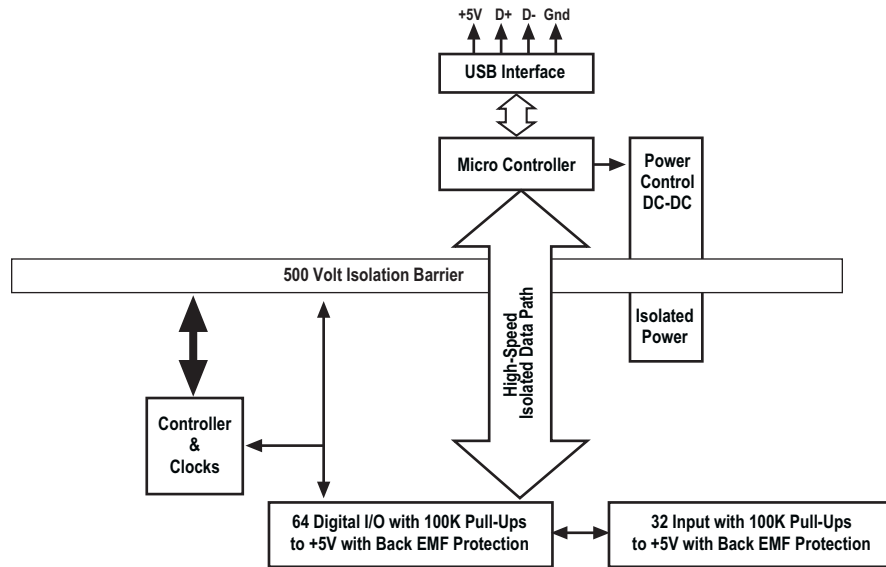 +5V D+ D- Gnd
USB Interface
Micro Controller
Power
Control
DC-DC
500 Volt Isolation Barrier
Isolated
Power
High-Speed
Isolated Data Path
Controller
&
Clocks
64 Digital I/O with 100K Pull-Ups
to +5V with Back EMF Protection
32 Input with 100K Pull-Ups
to +5V with Back EMF Protection